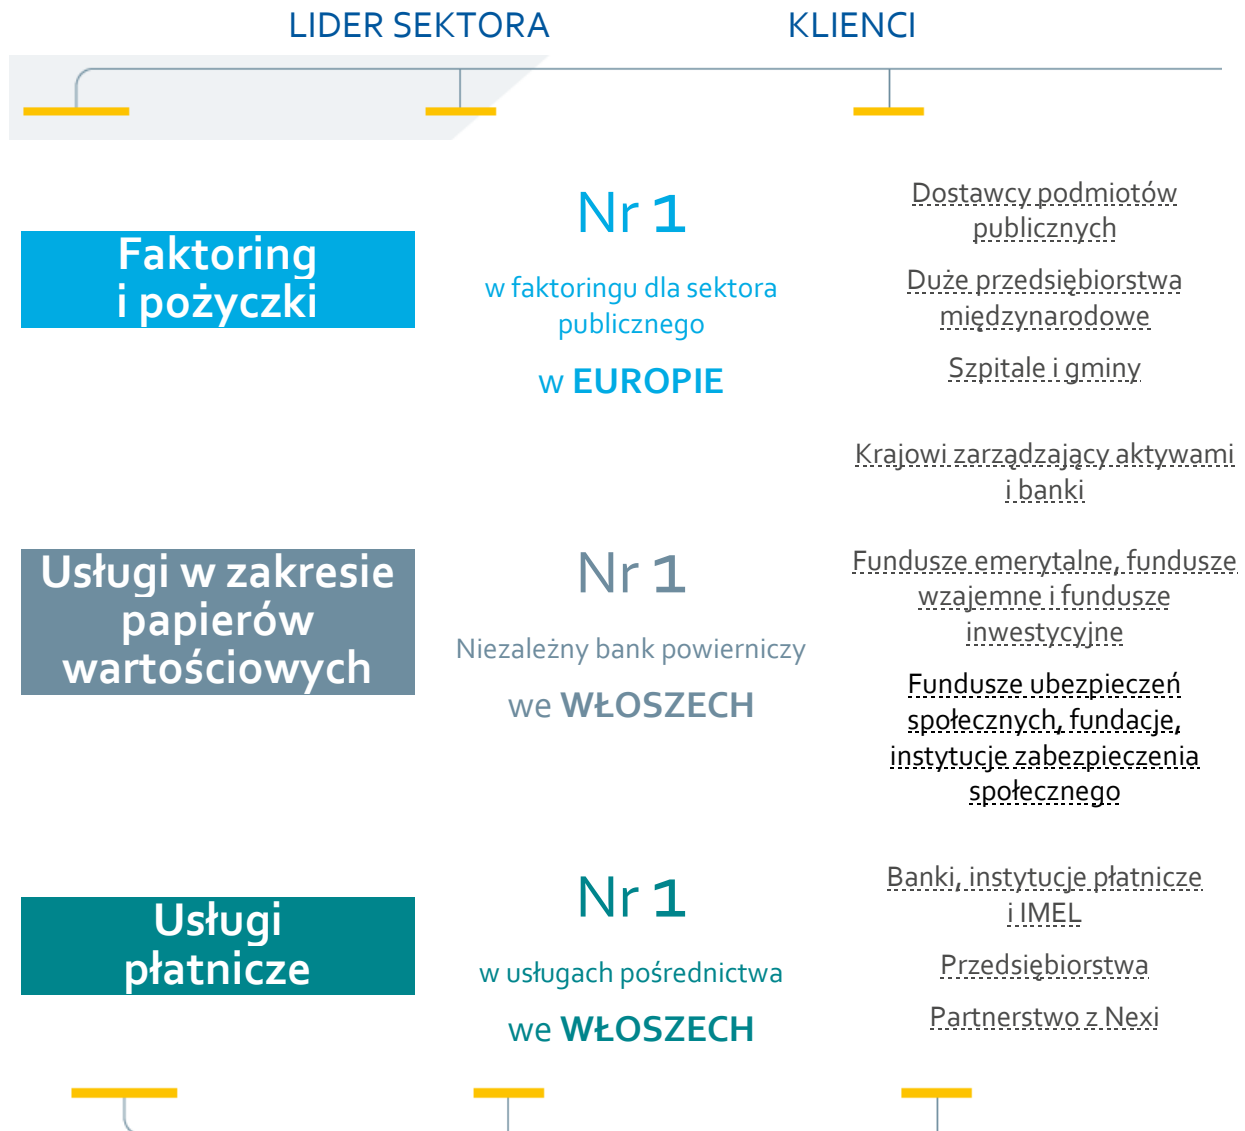 LIDER SEKTORA
KLIENCI
Faktoring
i pożyczki
Nr 1
w faktoringu dla sektora
publicznego
w EUROPIE
Dostawcy podmiotów
publicznych
Duże przedsiębiorstwa
międzynarodowe
Szpitale i gminy
Usługi w zakresie
papierów
wartościowych
Nr 1
Niezależny bank powierniczy
we WŁOSZECH
Krajowi zarządzający aktywami
i banki
Fundusze emerytalne, fundusze
wzajemne i fundusze
inwestycyjne
Fundusze ubezpieczeń
społecznych, fundacje,
instytucje zabezpieczenia
społecznego
Usługi
płatnicze
Nr 1
w usługach pośrednictwa
we WŁOSZECH
Banki, instytucje płatnicze
i IMEL
Przedsiębiorstwa
Partnerstwo z Nexi